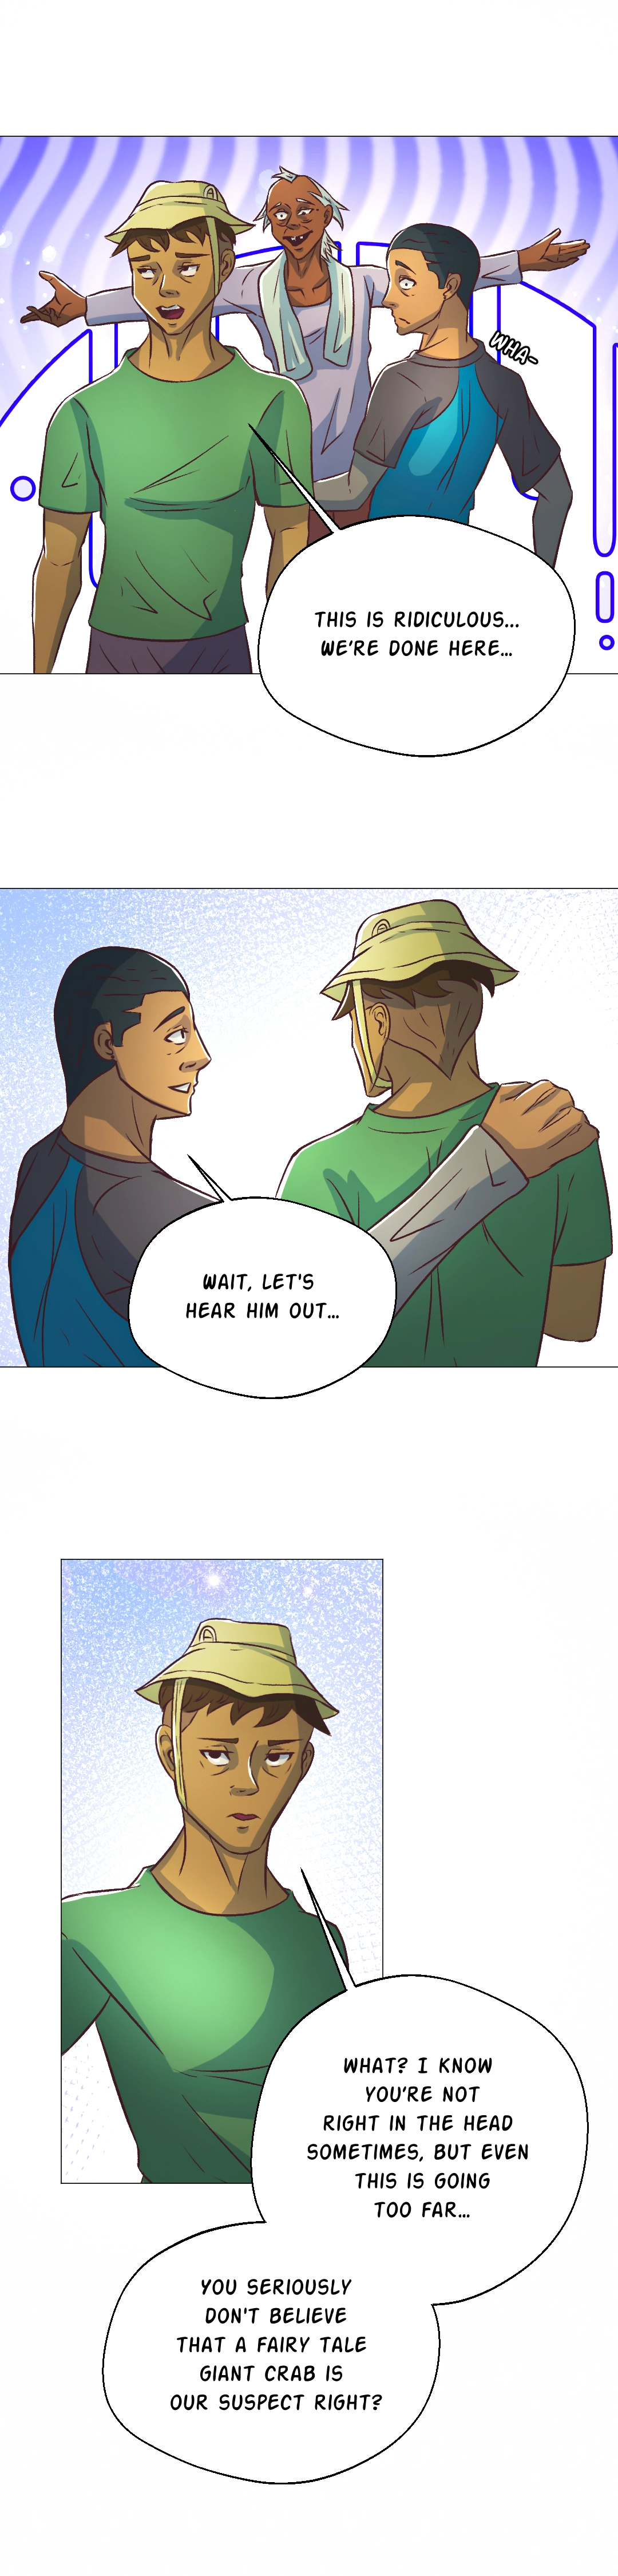 WHA-
THIS IS RIDICULOUS...
WE'RE DONE HERE...
WAIT, LET'S
HEAR HIM OUT...
WHAT? I KNOW
YOU'RE NOT
RIGHT IN THE HEAD
SOMETIMES, BUT EVEN
THIS IS GOING
TOO FAR...
YOU SERIOUSLY
DON'T BELIEVE
THAT A FAIRY TALE
GIANT CRAB IS
OUR SUSPECT RIGHT?